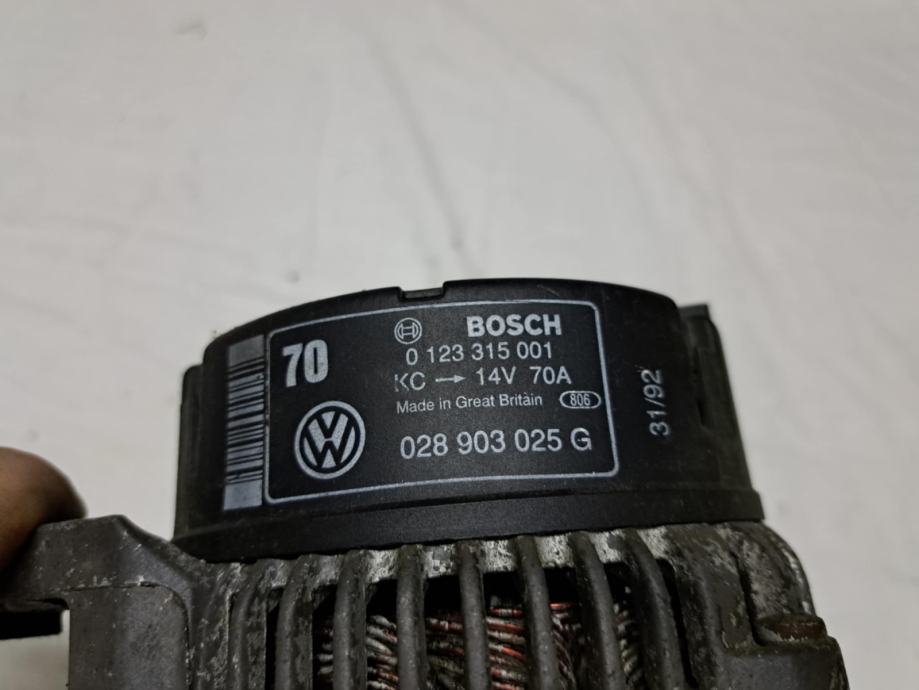 70
BOSCH
0 123 315 001
KC → 14V 70A
Made in Great Britain 806
028 903 025 G
31/92